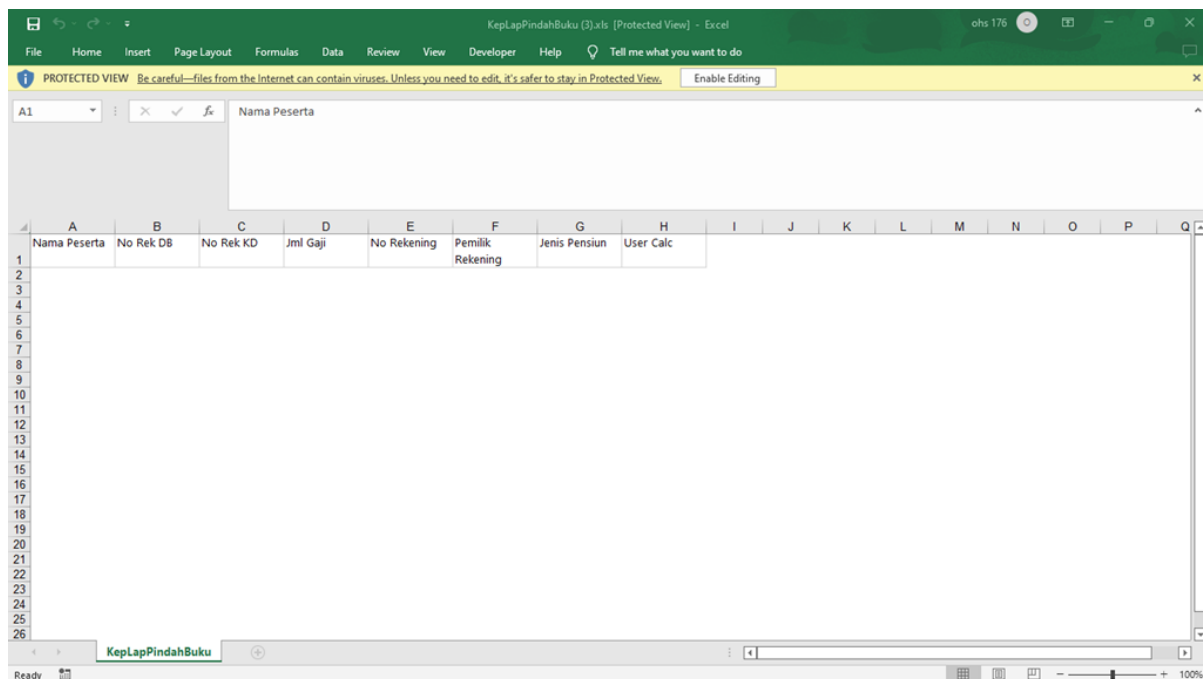 KepLapPindahBuku (3).xls [Protected View] - Excel
ohs 176
O
File Home Insert Page Layout Formulas Data Review View Developer Help Tell me what you want to do
PROTECTED VIEW Be careful—files from the Internet can contain viruses. Unless you need to edit, it's safer to stay in Protected View. Enable Editing
A1 fx Nama Peserta
A B C D E F G H I J K L M N O P Q
1 Nama Peserta No Rek DB No Rek KD Jml Gaji No Rekening Pemilik Rekening Jenis Pensiun User Calc
2
3
4
5
6
7
8
9
10
11
12
13
14
15
16
17
18
19
20
21
22
23
24
25
26
KepLapPindahBuku
Ready
100%